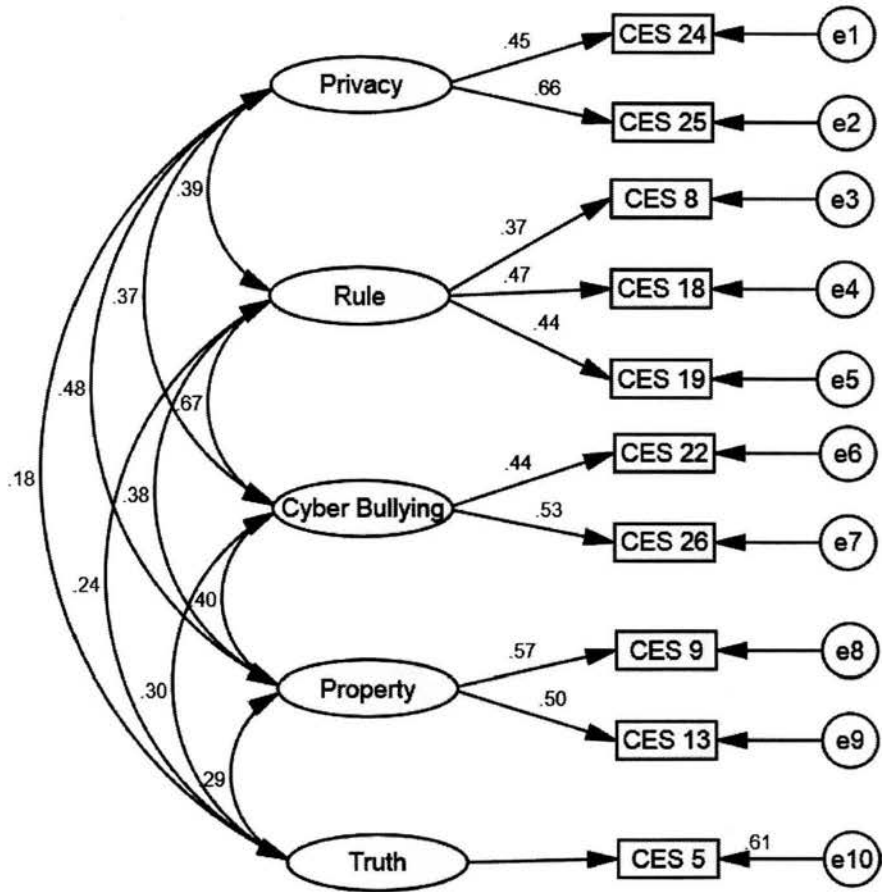 CES 24
e1
.45
Privacy
.66
CES 25
e2
.39
CES 8
e3
.37
Rule
.47
CES 18
e4
.37
.44
CES 19
e5
.48
.67
CES 22
e6
.44
.18
.38
Cyber Bullying
.53
CES 26
e7
.24
.40
.57
CES 9
e8
.30
Property
.50
CES 13
e9
.29
Truth
CES 5
.61
e10